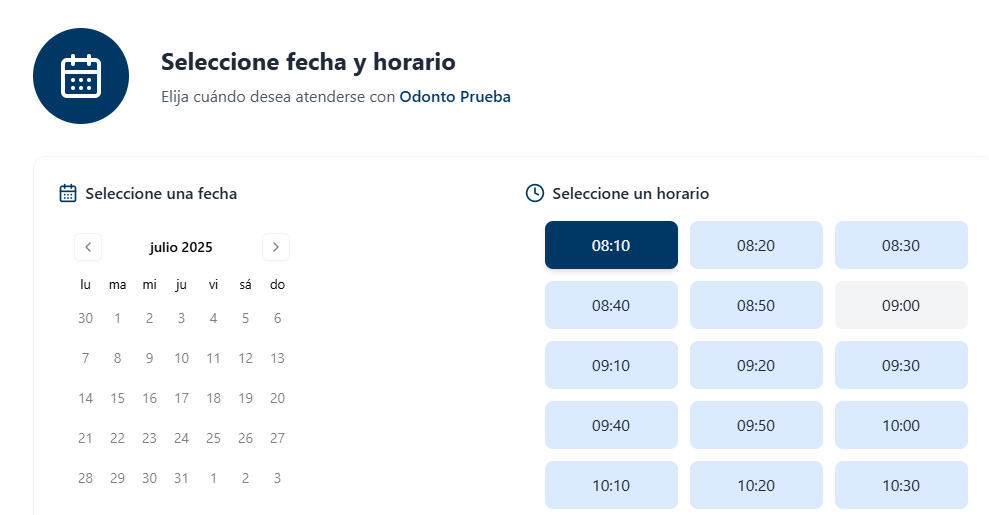 Seleccione fecha y horario
Elija cuándo desea atenderse con Odonto Prueba
Seleccione una fecha
julio 2025
lu ma mi ju vi sá do
30 1 2 3 4 5 6
7 8 9 10 11 12 13
14 15 16 17 18 19 20
21 22 23 24 25 26 27
28 29 30 31 1 2 3
Seleccione un horario
08:10 08:20 08:30
08:40 08:50 09:00
09:10 09:20 09:30
09:40 09:50 10:00
10:10 10:20 10:30